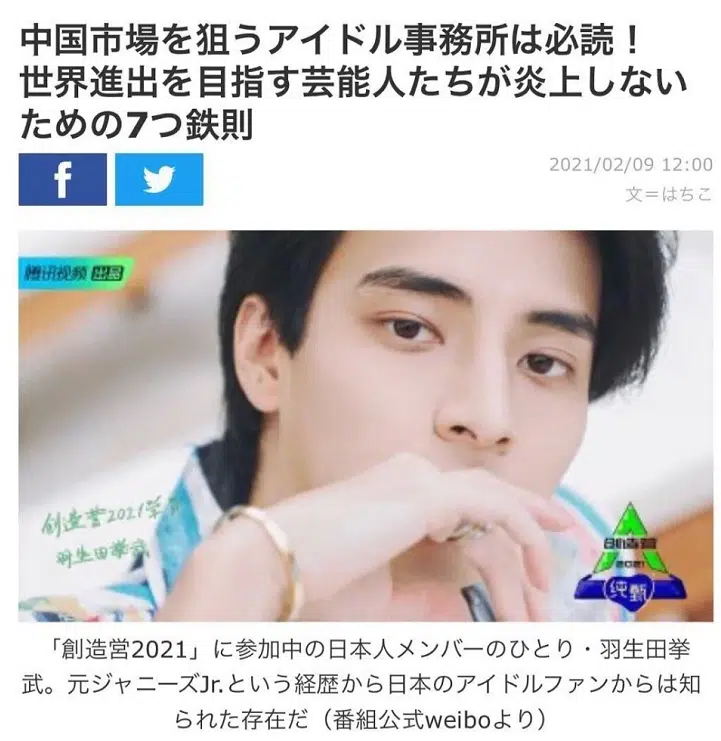 中国市場を狙うアイドル事務所は必読！
世界進出を目指す芸能人たちが炎上しない
ための7つ鉄則
f
2021/02/09 12:00
文＝はちこ
腾讯视频 出品
创造营2021学员
羽生田挙武
创造营
2021
纯甄
「創造営2021」に参加中の日本人メンバーのひとり・羽生田挙
武。元ジャニーズJr.という経歴から日本のアイドルファンからは知
られた存在だ（番組公式weiboより）